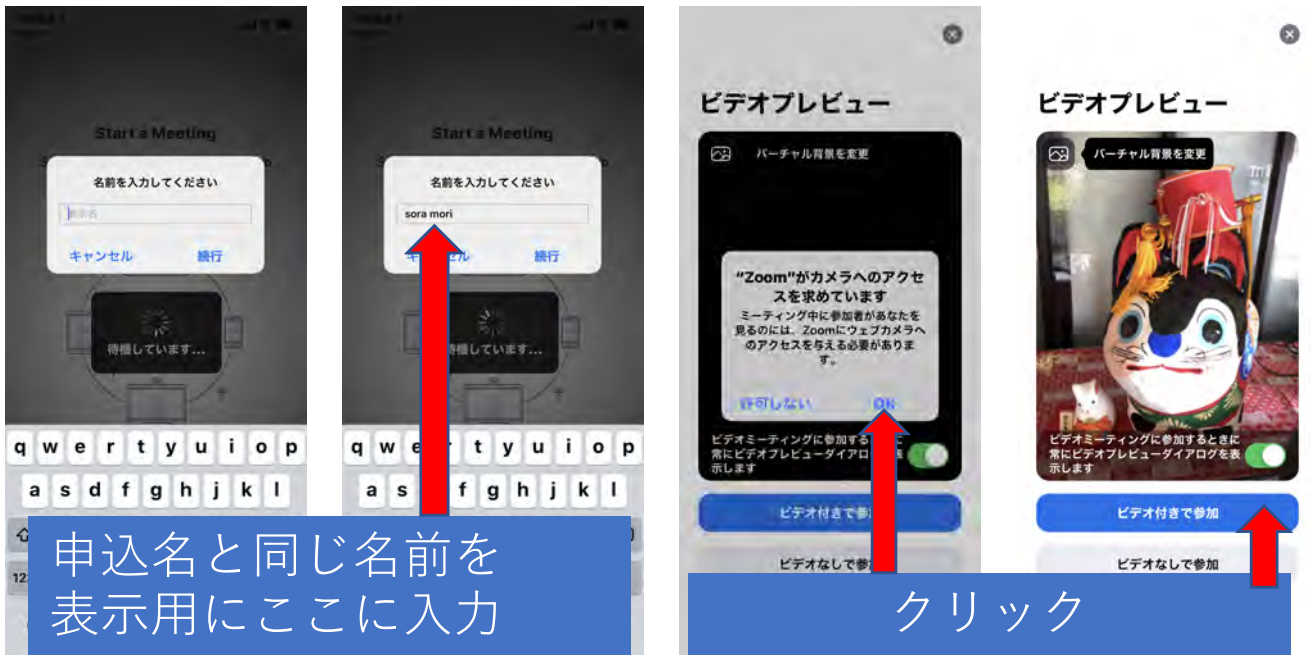 Start a Meeting
名前を入力してください
表示名
キャンセル
続行
待機しています...
q w e r t y u i o p
a s d f g h j k l
Start a Meeting
名前を入力してください
sora mori
続行
待機しています...
q w e r t y u i o p
a s f g h j k l
申込名と同じ名前を
表示用にここに入力
ビデオプレビュー
バーチャル背景を変更
“Zoom”がカメラへのアクセ
スを求めています
ミーティング中に参加者があなたを
見るのには、Zoomにウェブカメラへ
のアクセスを与える必要がありま
す。
許可しない
OK
ビデオミーティングに参加するときに
常にビデオプレビューダイアログを表
示します
ビデオ付きで参
ビデオなしで参
ビデオプレビュー
バーチャル背景を変更
ビデオミーティングに参加するときに
常にビデオプレビューダイアログを表
示します
ビデオ付きで参加
ビデオなしで参加
クリック